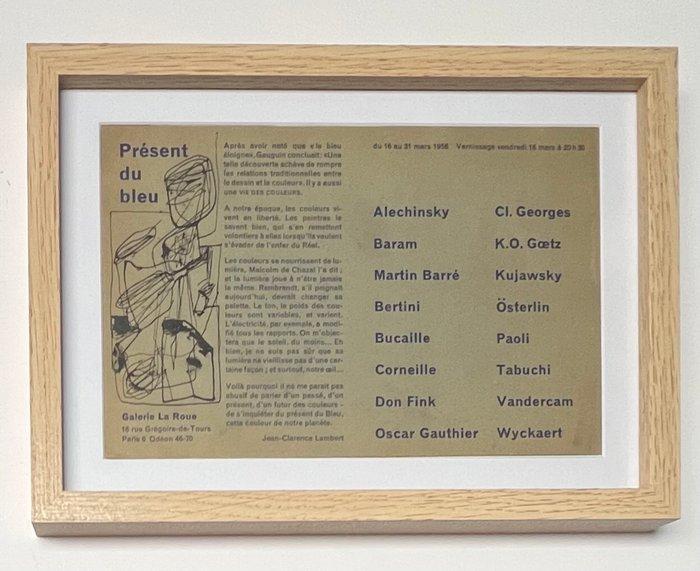 Présent
du
bleu
Après avoir noté que «le bleu
éloigne», Gauguin concluait: «Une
telle découverte achève de rompre
les relations traditionnelles entre
le dessin et la couleur». Il y a aussi
une VIE DES COULEURS.
A notre époque, les couleurs vi-
vent en liberté. Les peintres le
savent bien, qui s'en remettent
volontiers à elles lorsqu'ils veulent
s'évader de l'enfer du Réel.
Les couleurs se nourrissent de lu-
mière, Malcolm de Chazal l'a dit;
et la lumière joue à n'être jamais
la même. Rembrandt, s'il peignait
aujourd'hui, devrait changer sa
palette. Le ton, le poids des cou-
leurs sont variables, et varient.
L'électricité, par exemple, a modi-
fié tous les rapports. On m'objec-
tera que le soleil, du moins... Eh
bien, je ne suis pas sûr que sa
lumière ne vieillisse pas d'une cer-
taine façon; et surtout, notre œil...
Voilà pourquoi il ne me parait pas
abusif de parler d'un passé, d'un
présent, d'un futur des couleurs -
de s'inquiéter du présent du Bleu,
cette couleur de notre planète.
Jean-Clarence Lambert
Galerie La Roue
16 rue Grégoire-de-Tours
Paris 6 Odéon 46-70
du 16 au 31 mars 1956 Vernissage vendredi 16 mars à 20 h 30
Alechinsky
Baram
Martin Barré
Bertini
Bucaille
Corneille
Don Fink
Oscar Gauthier
Cl. Georges
K.O. Gœtz
Kujawsky
Österlin
Paoli
Tabuchi
Vandercam
Wyckaert